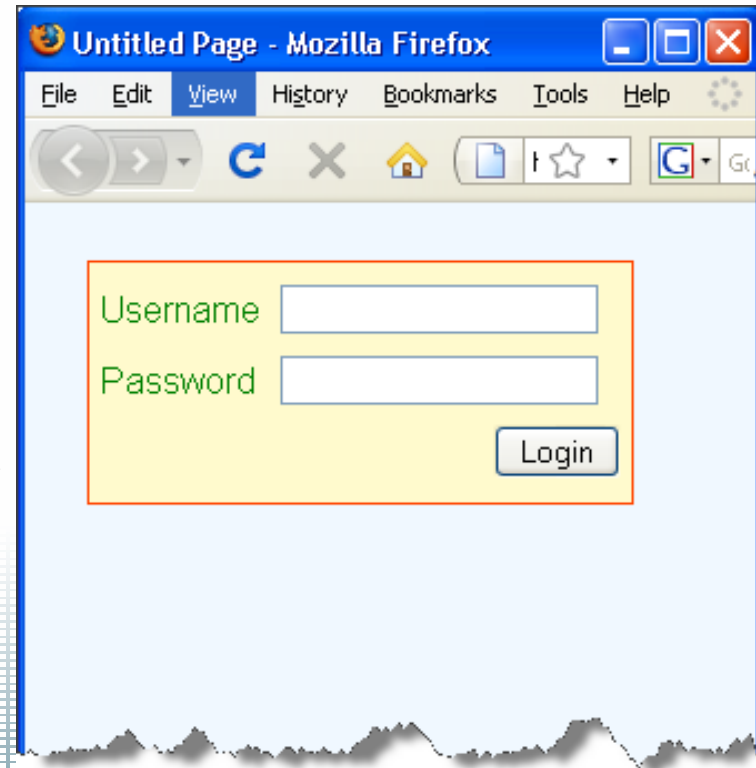 Untitled Page - Mozilla Firefox
File Edit View History Bookmarks Tools Help
G
Username
Password
Login